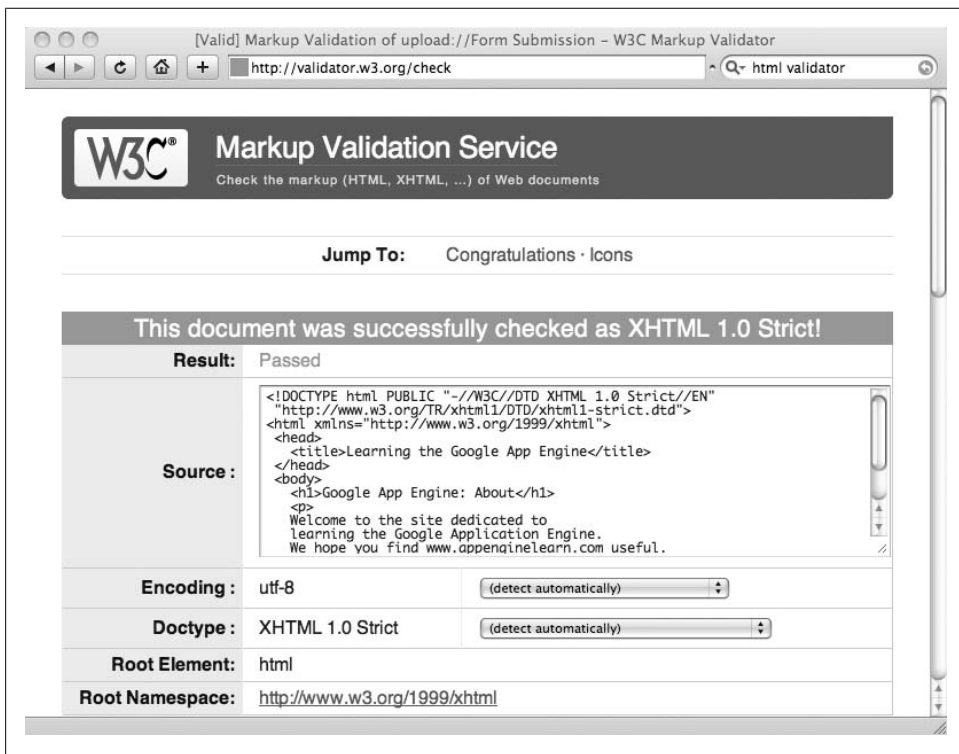 [Valid] Markup Validation of upload://Form Submission – W3C Markup Validator
http://validator.w3.org/check
html validator
W3C®
Markup Validation Service
Check the markup (HTML, XHTML, ...) of Web documents
Jump To: Congratulations · Icons
This document was successfully checked as XHTML 1.0 Strict!
Result: Passed
Source :
<!DOCTYPE html PUBLIC "-//W3C//DTD XHTML 1.0 Strict//EN"
"http://www.w3.org/TR/xhtml1/DTD/xhtml1-strict.dtd">
<html xmlns="http://www.w3.org/1999/xhtml">
<head>
<title>Learning the Google App Engine</title>
</head>
<body>
<h1>Google App Engine: About</h1>
<p>
Welcome to the site dedicated to
learning the Google Application Engine.
We hope you find www.appenginelearn.com useful.
Encoding : utf-8 (detect automatically)
Doctype : XHTML 1.0 Strict (detect automatically)
Root Element: html
Root Namespace: http://www.w3.org/1999/xhtml